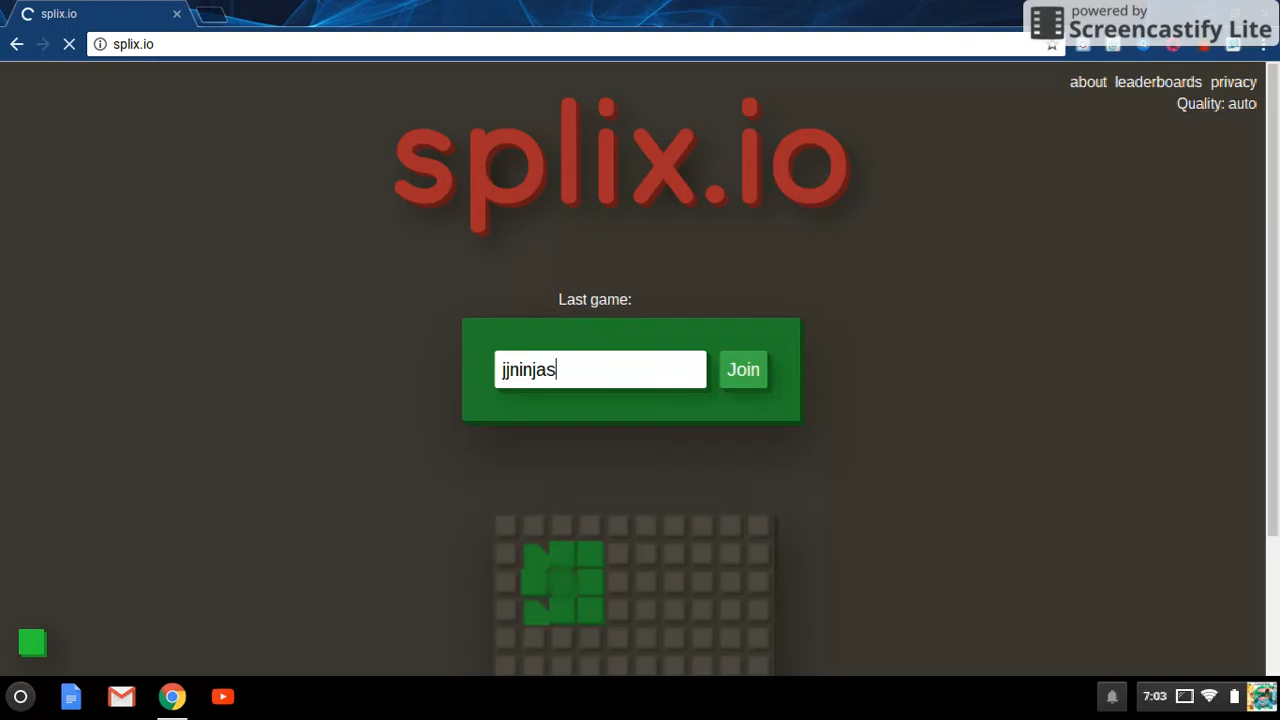 splix.io
powered by
Screencastify Lite
splix.io
about leaderboards privacy
Quality: auto
splix.io
Last game:
jjninjas
Join
7:03